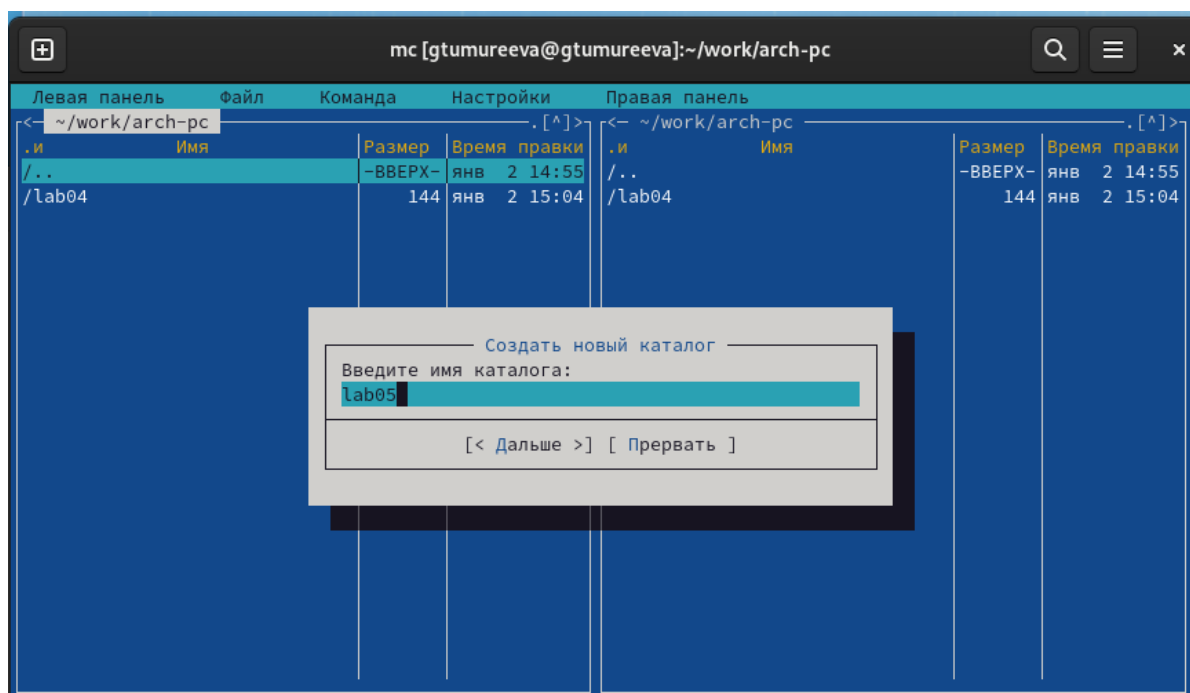 mc [gtumureeva@gtumureeva]:~/work/arch-pc
Левая панель Файл Команда Настройки Правая панель
<— ~/work/arch-pc .[^]> <— ~/work/arch-pc .[^]>
.и Имя Размер Время правки .и Имя Размер Время правки
/.. -ВВЕРХ- янв 2 14:55 /.. -ВВЕРХ- янв 2 14:55
/lab04 144 янв 2 15:04 /lab04 144 янв 2 15:04
Создать новый каталог
Введите имя каталога:
lab05
[< Дальше >] [ Прервать ]